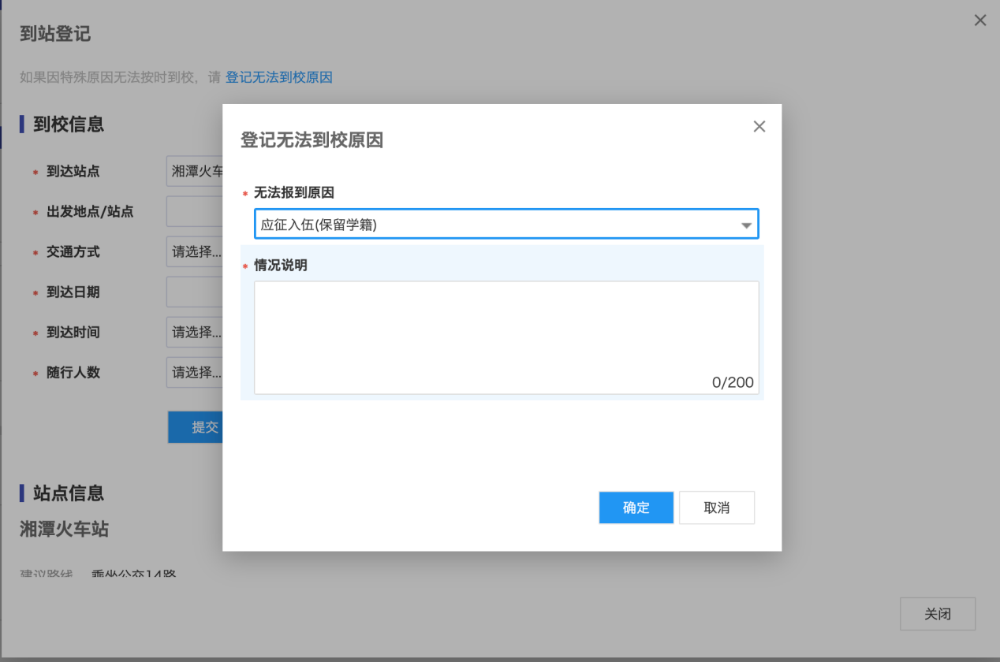 到站登记
如果因特殊原因无法按时到校，请 登记无法到校原因
到校信息
* 到达站点 湘潭火车
* 出发地点/站点
* 交通方式 请选择...
* 到达日期
* 到达时间 请选择...
* 随行人数 请选择...
提交
站点信息
湘潭火车站
建议路线 乘坐公交14路
登记无法到校原因
* 无法报到原因
应征入伍(保留学籍)
* 情况说明
0/200
确定 取消
关闭